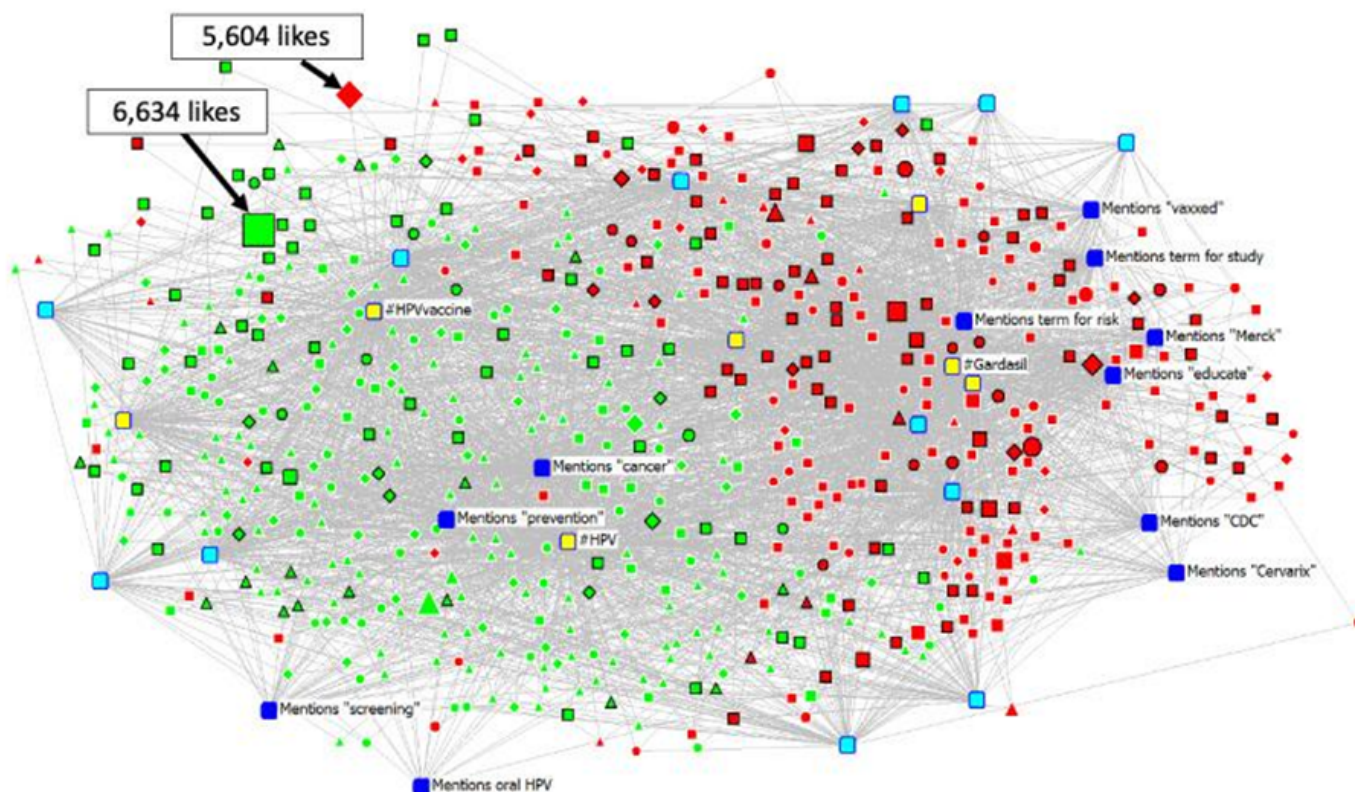 5,604 likes
6,634 likes
Mentions "vaxxed"
Mentions term for study
#HPVvaccine
Mentions term for risk
Mentions "Merck"
#Gardasil
Mentions "educate"
Mentions "cancer"
Mentions "prevention"
Mentions "CDC"
#HPV
Mentions "Cervarix"
Mentions "screening"
Mentions oral HPV